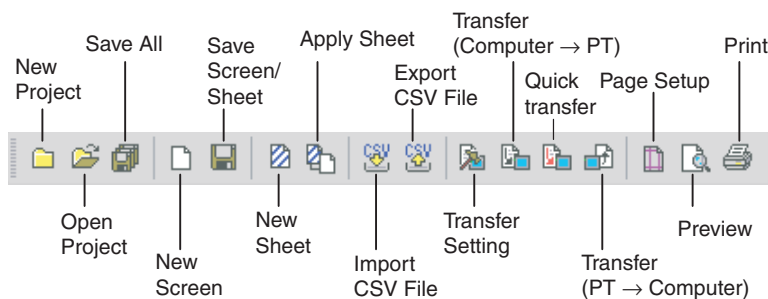 New
Project
Save All
Save
Screen/
Sheet
Apply Sheet
Export
CSV File
Transfer
(Computer → PT)
Quick
transfer
Page Setup
Print
CSV
CSV
Open
Project
New
Screen
New
Sheet
Import
CSV File
Transfer
Setting
Transfer
(PT → Computer)
Preview